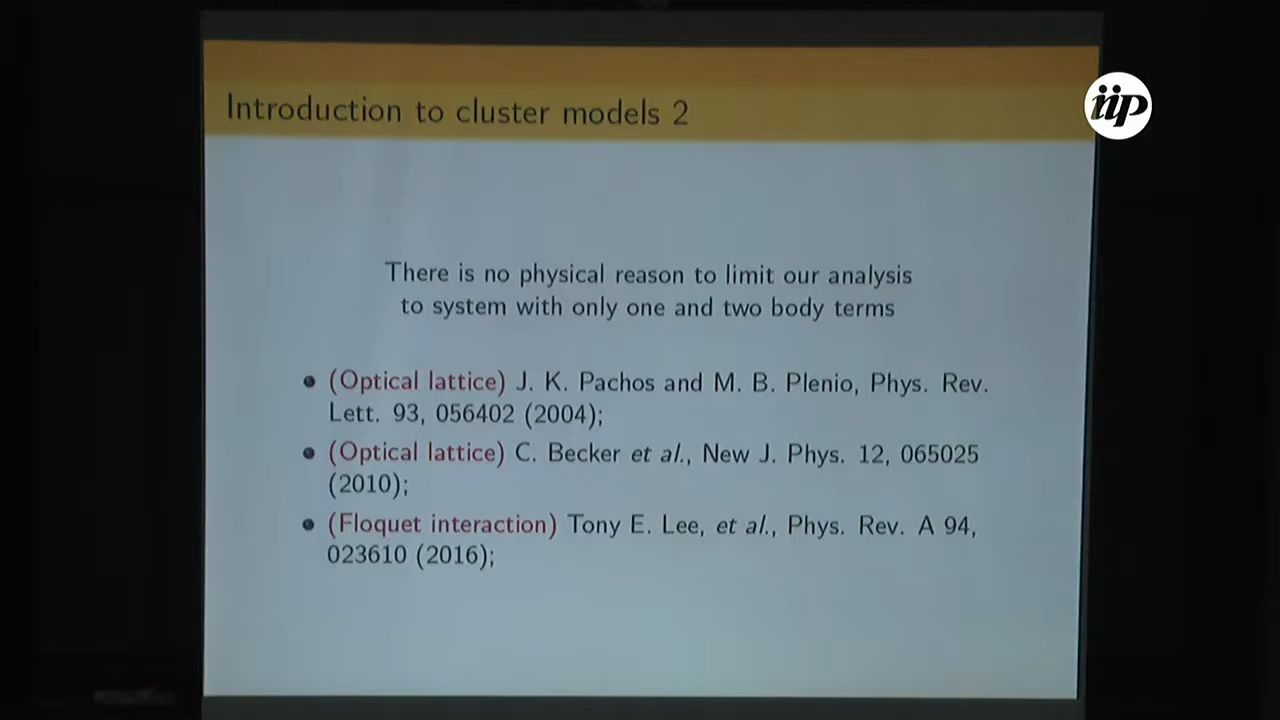 Introduction to cluster models 2
iip
There is no physical reason to limit our analysis
to system with only one and two body terms
(Optical lattice) J. K. Pachos and M. B. Plenio, Phys. Rev.
Lett. 93, 056402 (2004);
(Optical lattice) C. Becker et al., New J. Phys. 12, 065025
(2010);
(Floquet interaction) Tony E. Lee, et al., Phys. Rev. A 94,
023610 (2016);